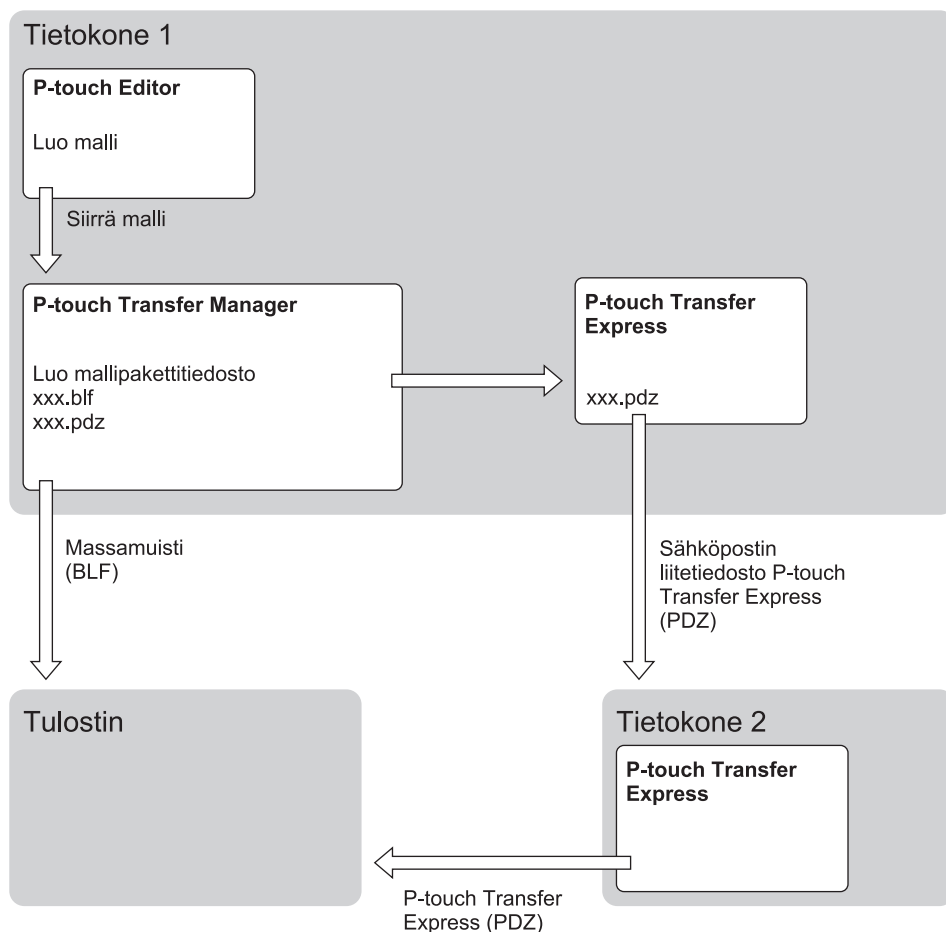 Tietokone 1
P-touch Editor
Luo malli
Siirrä malli
P-touch Transfer Manager
Luo mallipakettitiedosto
xxx.blf
xxx.pdz
P-touch Transfer
Express
xxx.pdz
Massamuisti
(BLF)
Sähköpostin
liitetiedosto P-touch
Transfer Express
(PDZ)
Tulostin
Tietokone 2
P-touch Transfer
Express
P-touch Transfer
Express (PDZ)